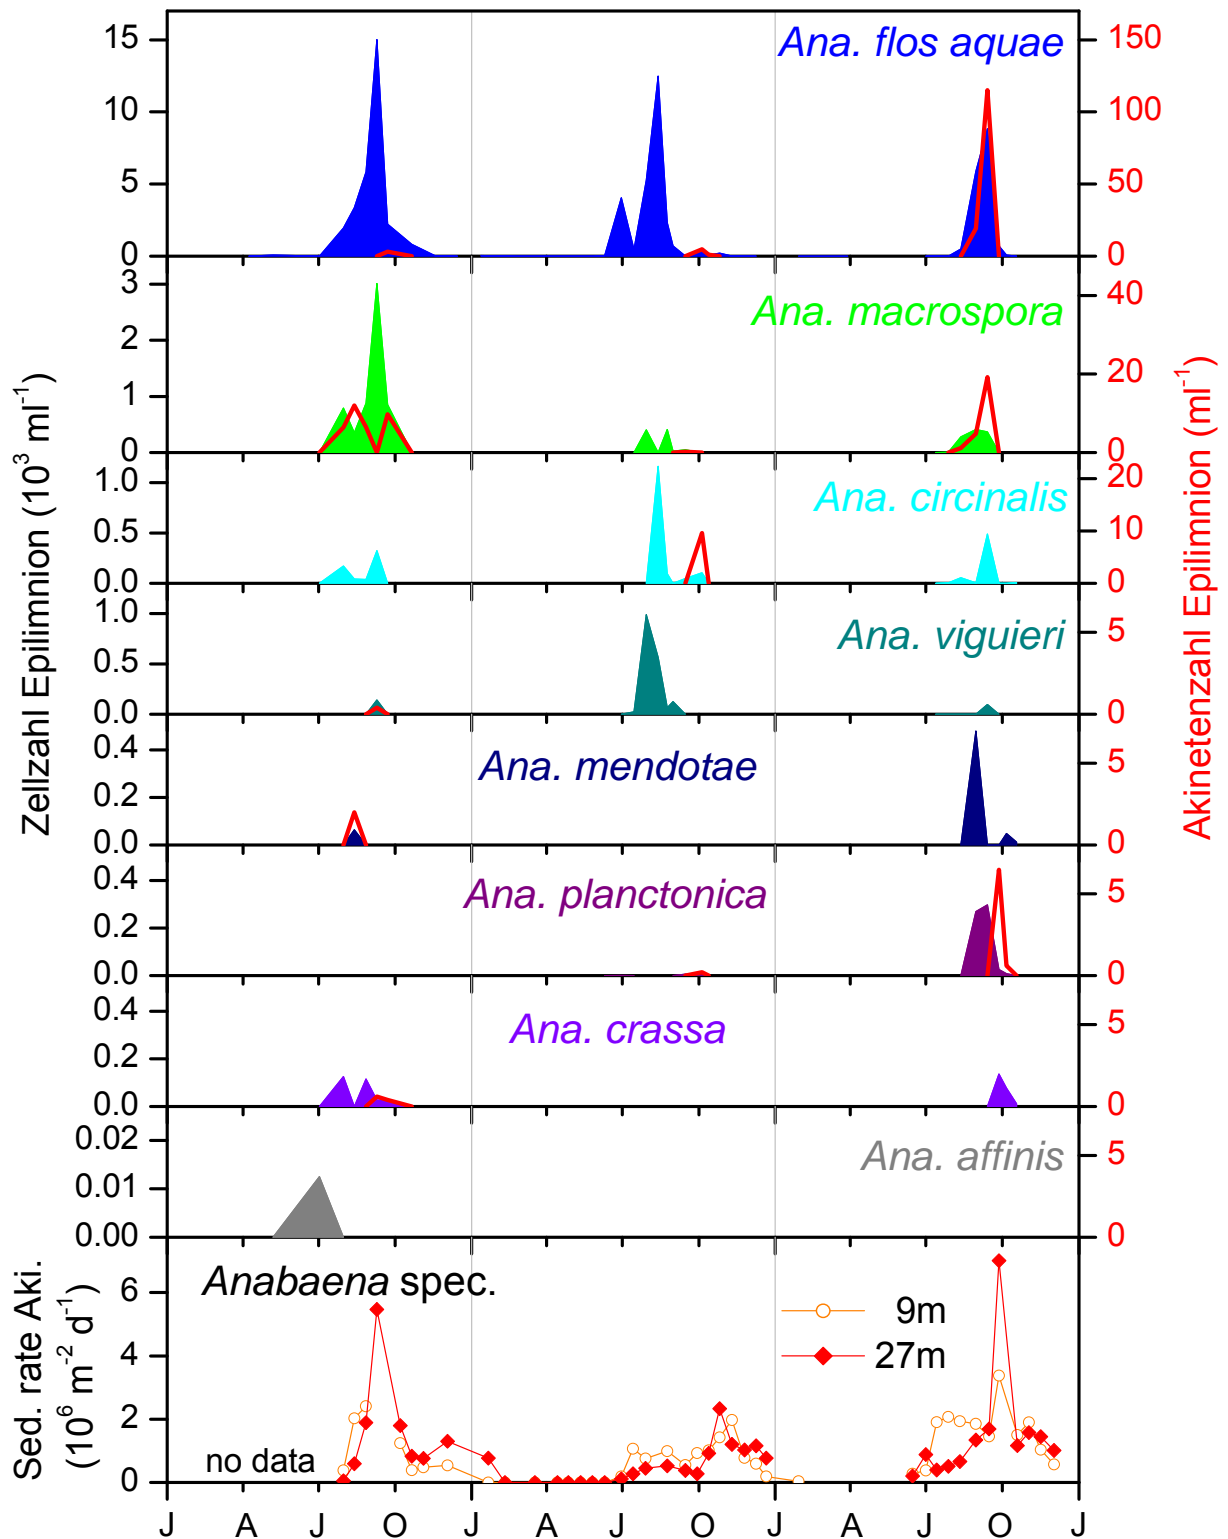 Zellzahl Epilimnion (10³ ml⁻¹)
Akinetenzahl Epilimnion (ml⁻¹)
Ana. flos aquae
15
10
5
0
150
100
50
0
Ana. macrospora
3
2
1
0
40
20
0
Ana. circinalis
1.0
0.5
0.0
20
10
0
Ana. viguieri
1.0
0.5
0.0
5
0
Ana. mendotae
0.4
0.2
0.0
5
0
Ana. planctonica
0.4
0.2
0.0
5
0
Ana. crassa
0.4
0.2
0.0
5
0
Ana. affinis
0.02
0.01
0.00
5
0
Sed. rate Aki.
(10⁶ m⁻² d⁻¹)
Anabaena spec.
9m
27m
6
4
2
0
no data
J A J O J A J O J A J O J